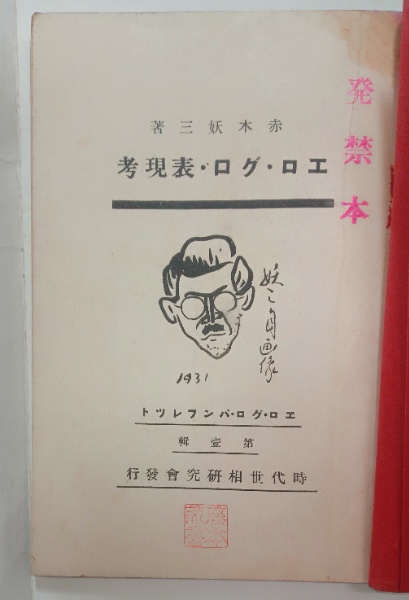 発禁本
著三妖木赤
考現表・ログ・ロエ
妖三自画像
1931
トツレフンパ・ログ・ロエ
輯壹第
行發會究研相世代時